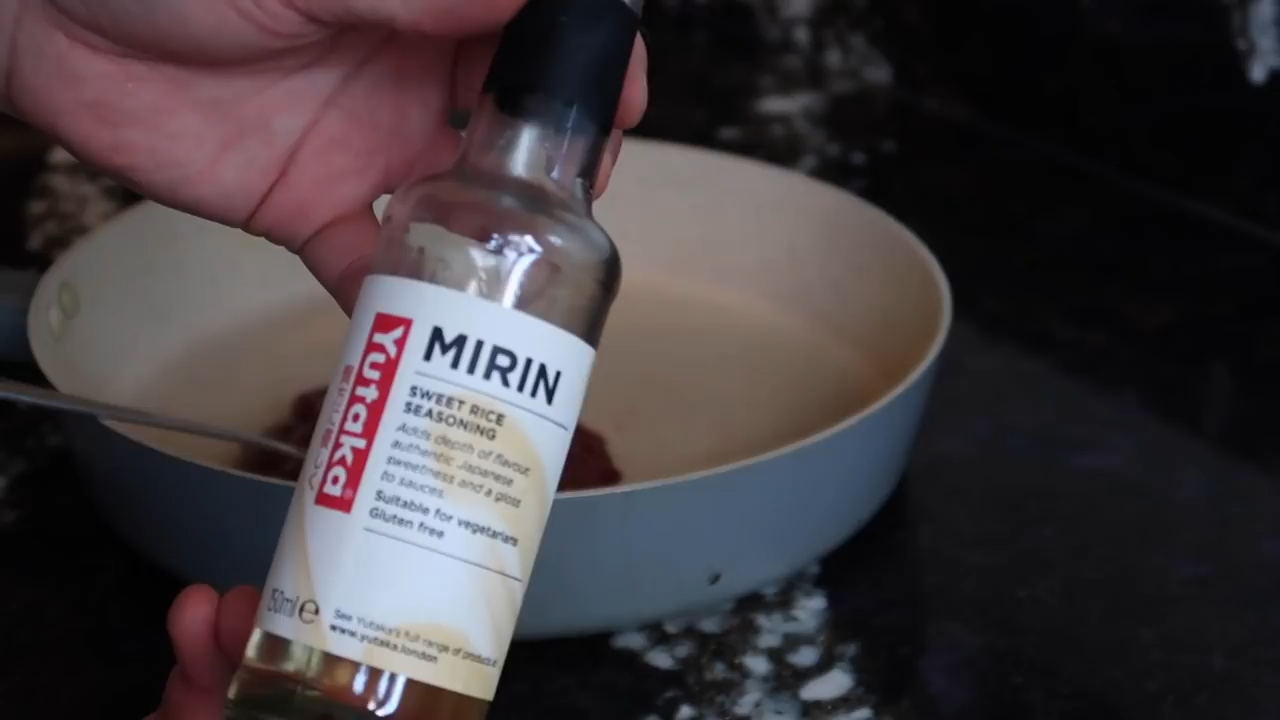 Yutaka®
MIRIN
SWEET RICE
SEASONING
Adds depth of flavour,
authentic Japanese
sweetness and a gloss
to sauces.
Suitable for vegetarians
Gluten free
150ml e
See Yutaka's full range of products at
www.yutaka.london